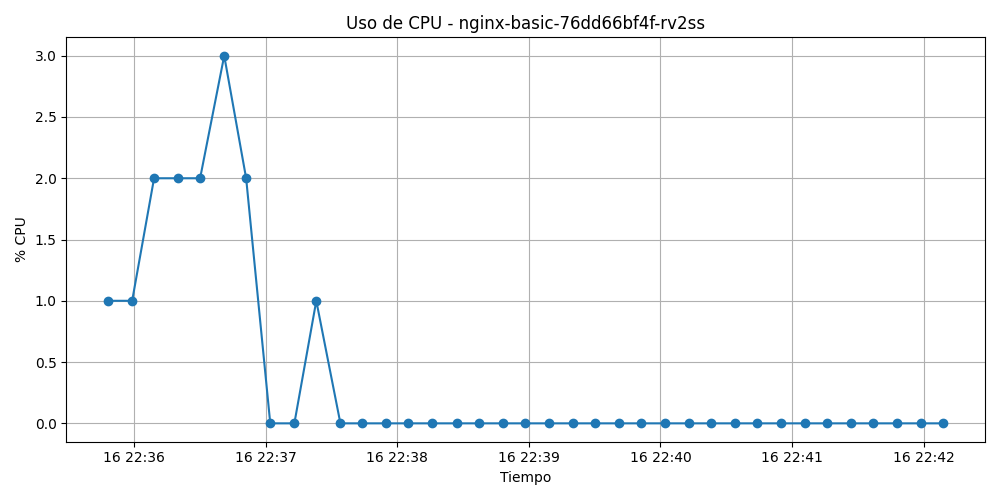 Uso de CPU - nginx-basic-76dd66bf4f-rv2ss
% CPU
3.0
2.5
2.0
1.5
1.0
0.5
0.0
16 22:36 16 22:37 16 22:38 16 22:39 16 22:40 16 22:41 16 22:42
Tiempo